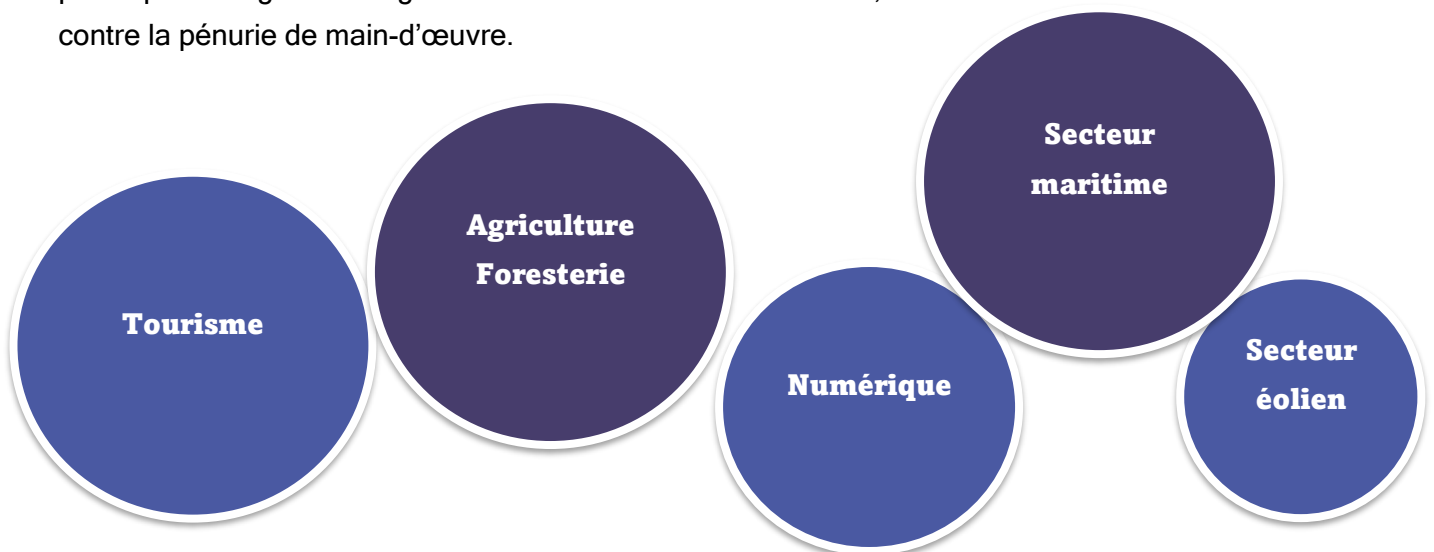 contre la pénurie de main-d’œuvre.
Secteur
maritime
Agriculture
Foresterie
Tourisme
Numérique
Secteur
éolien